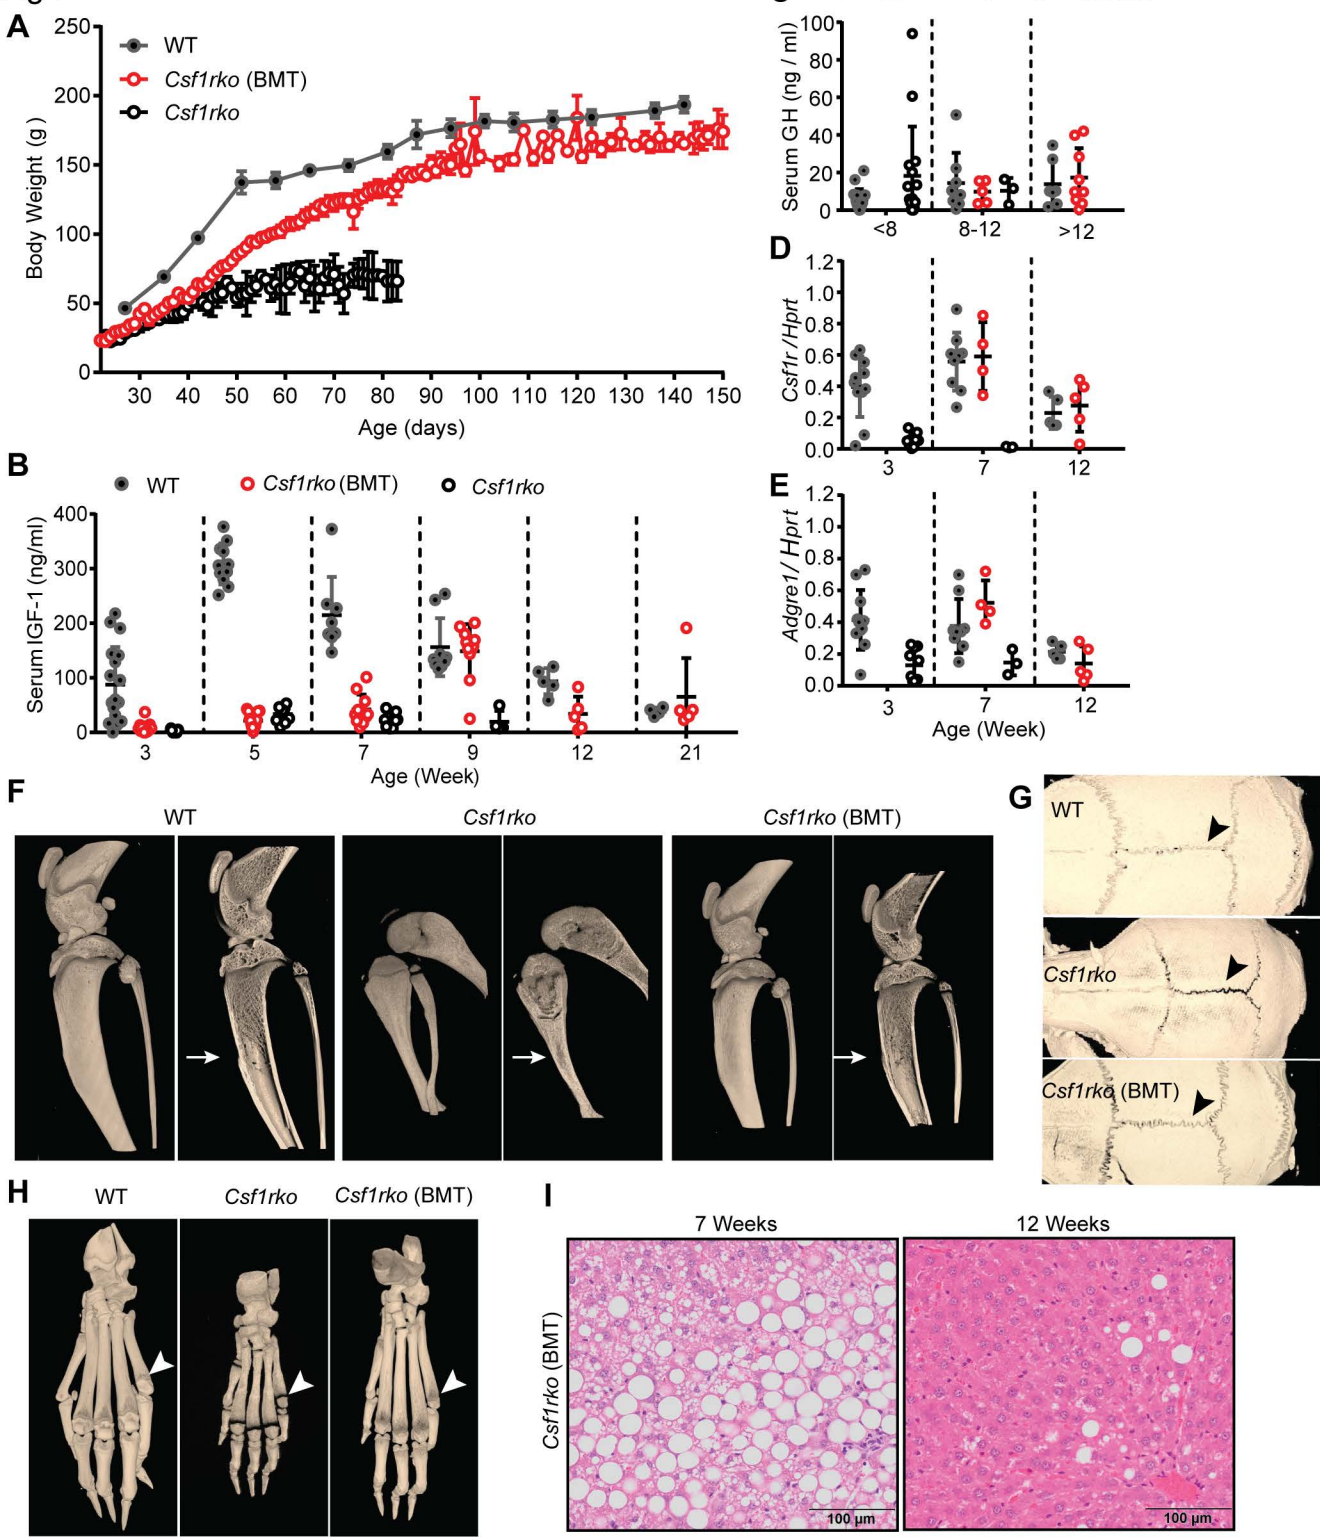 A
250
200
150
100
50
0
Body Weight (g)
WT
Csf1rko (BMT)
Csf1rko
30 40 50 60 70 80 90 100 110 120 130 140 150
Age (days)
100
80
60
40
20
0
Serum GH (ng / ml)
<8 8-12 >12
D
1.2
1.0
0.8
0.6
0.4
0.2
0.0
Csf1r /Hprt
3 7 12
B
WT
Csf1rko (BMT)
Csf1rko
400
300
200
100
0
Serum IGF-1 (ng/ml)
3 5 7 9 12 21
Age (Week)
E
1.2
1.0
0.8
0.6
0.4
0.2
0.0
Adgre1/ Hprt
3 7 12
Age (Week)
F
WT Csf1rko Csf1rko (BMT)
G
WT
Csf1rko
Csf1rko (BMT)
H
WT Csf1rko Csf1rko (BMT)
I
7 Weeks 12 Weeks
Csf1rko (BMT)
100 µm
100 µm